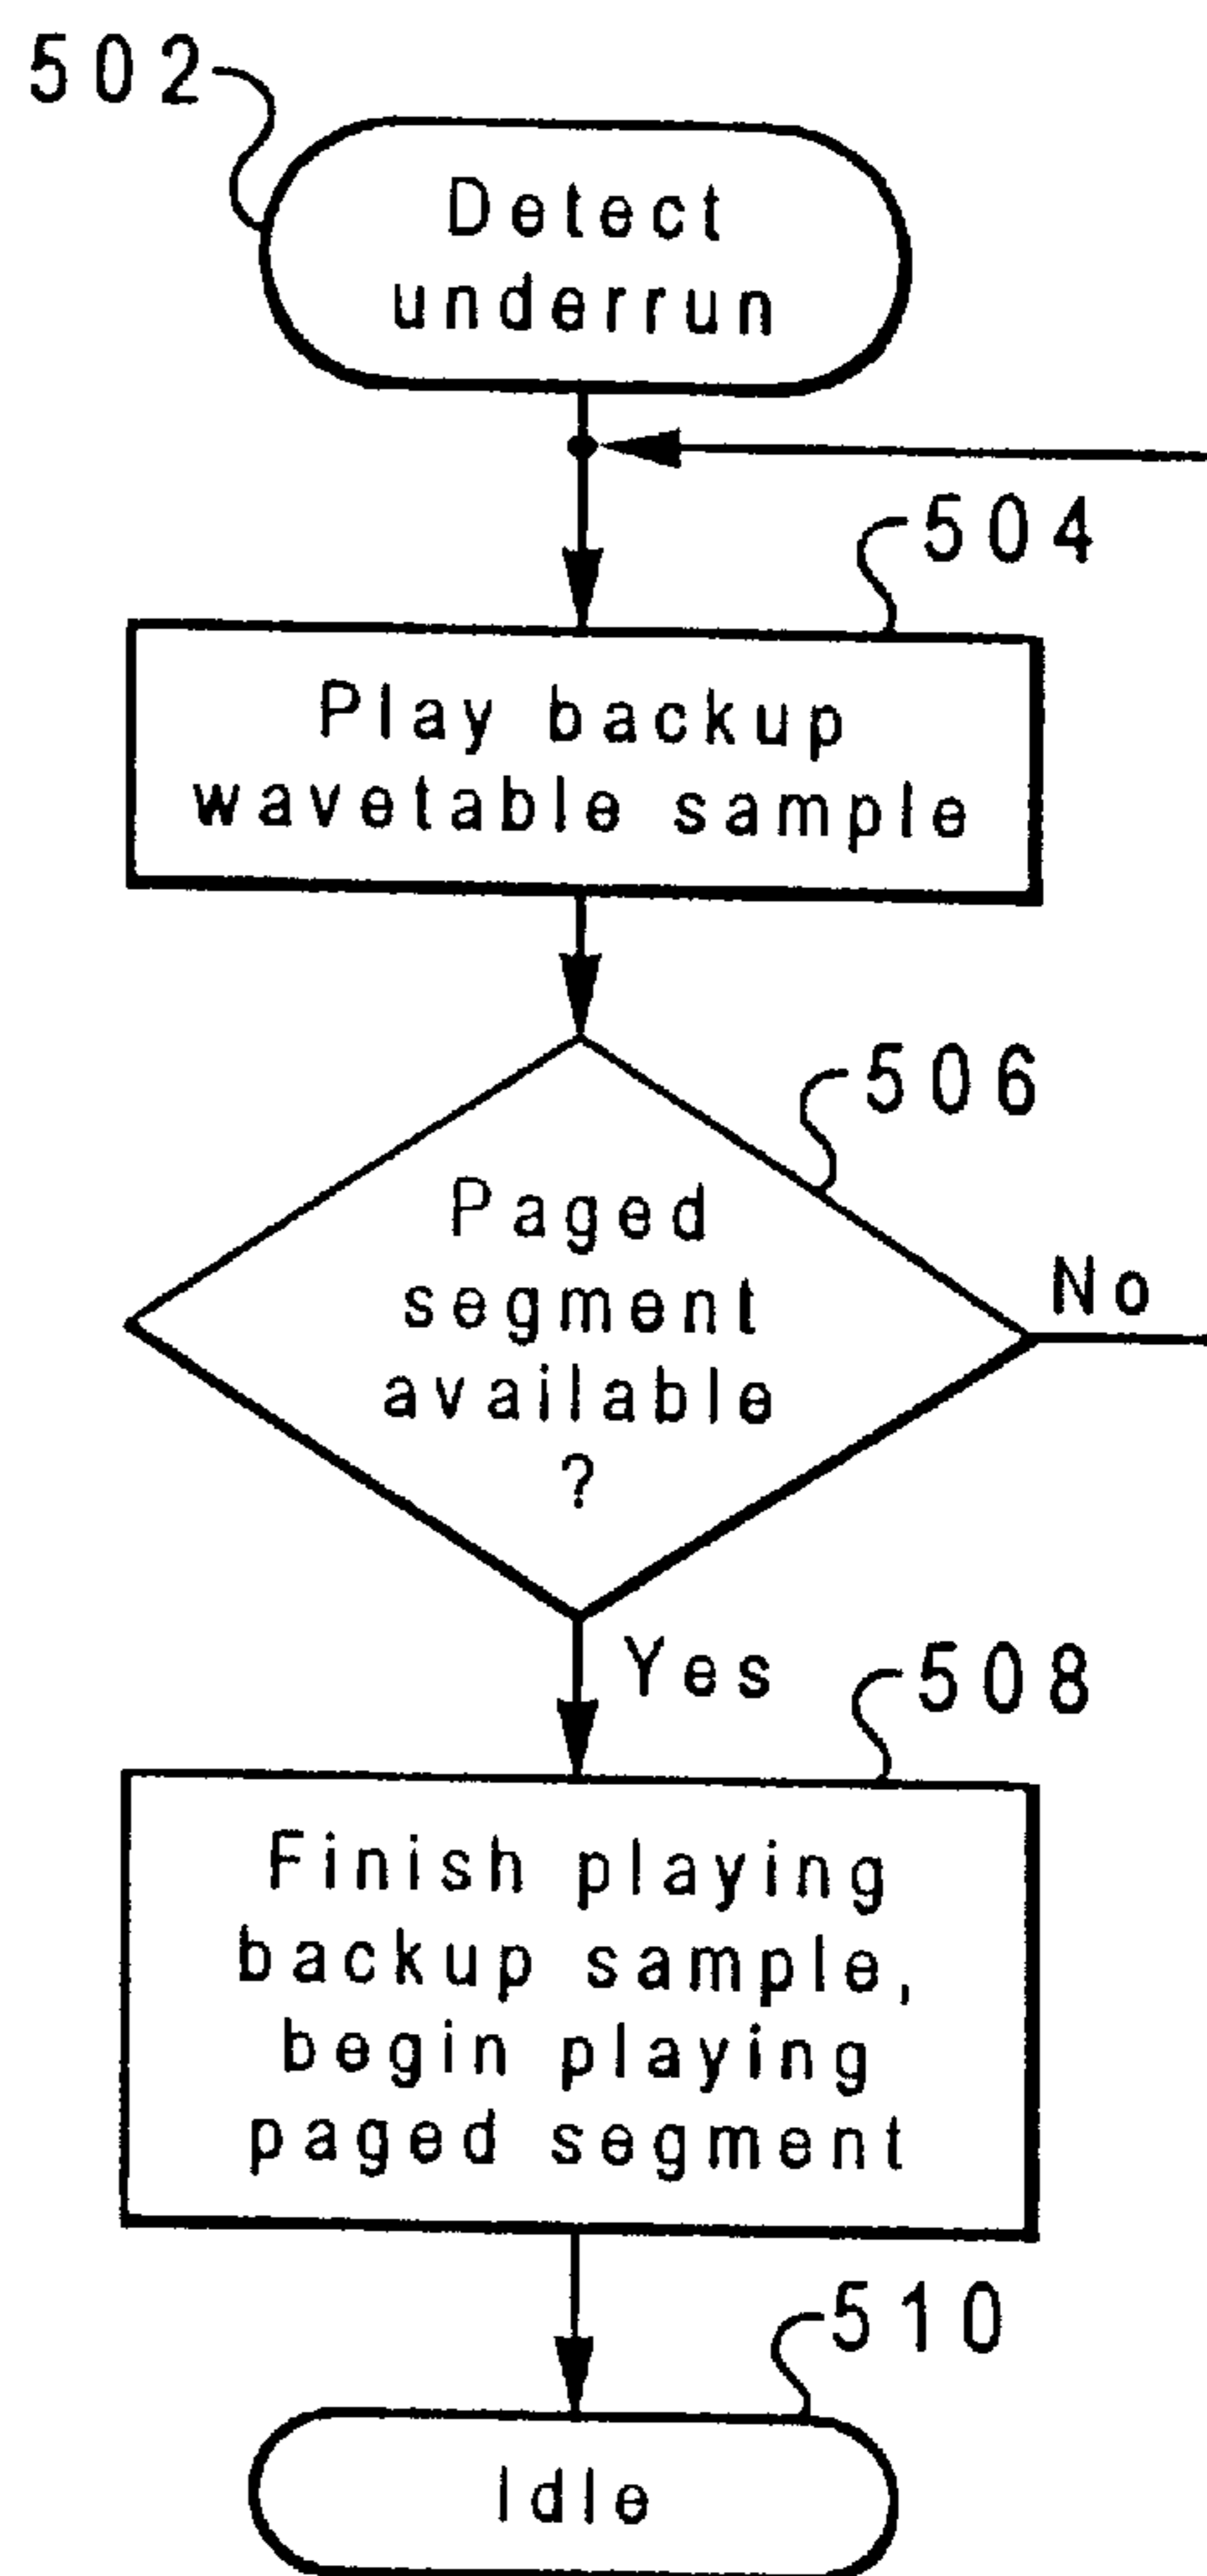 502
Detect
underrun
504
Play backup
wavetable sample
506
Paged
segment
available
?
No
Yes
508
Finish playing
backup sample,
begin playing
paged segment
510
Idle